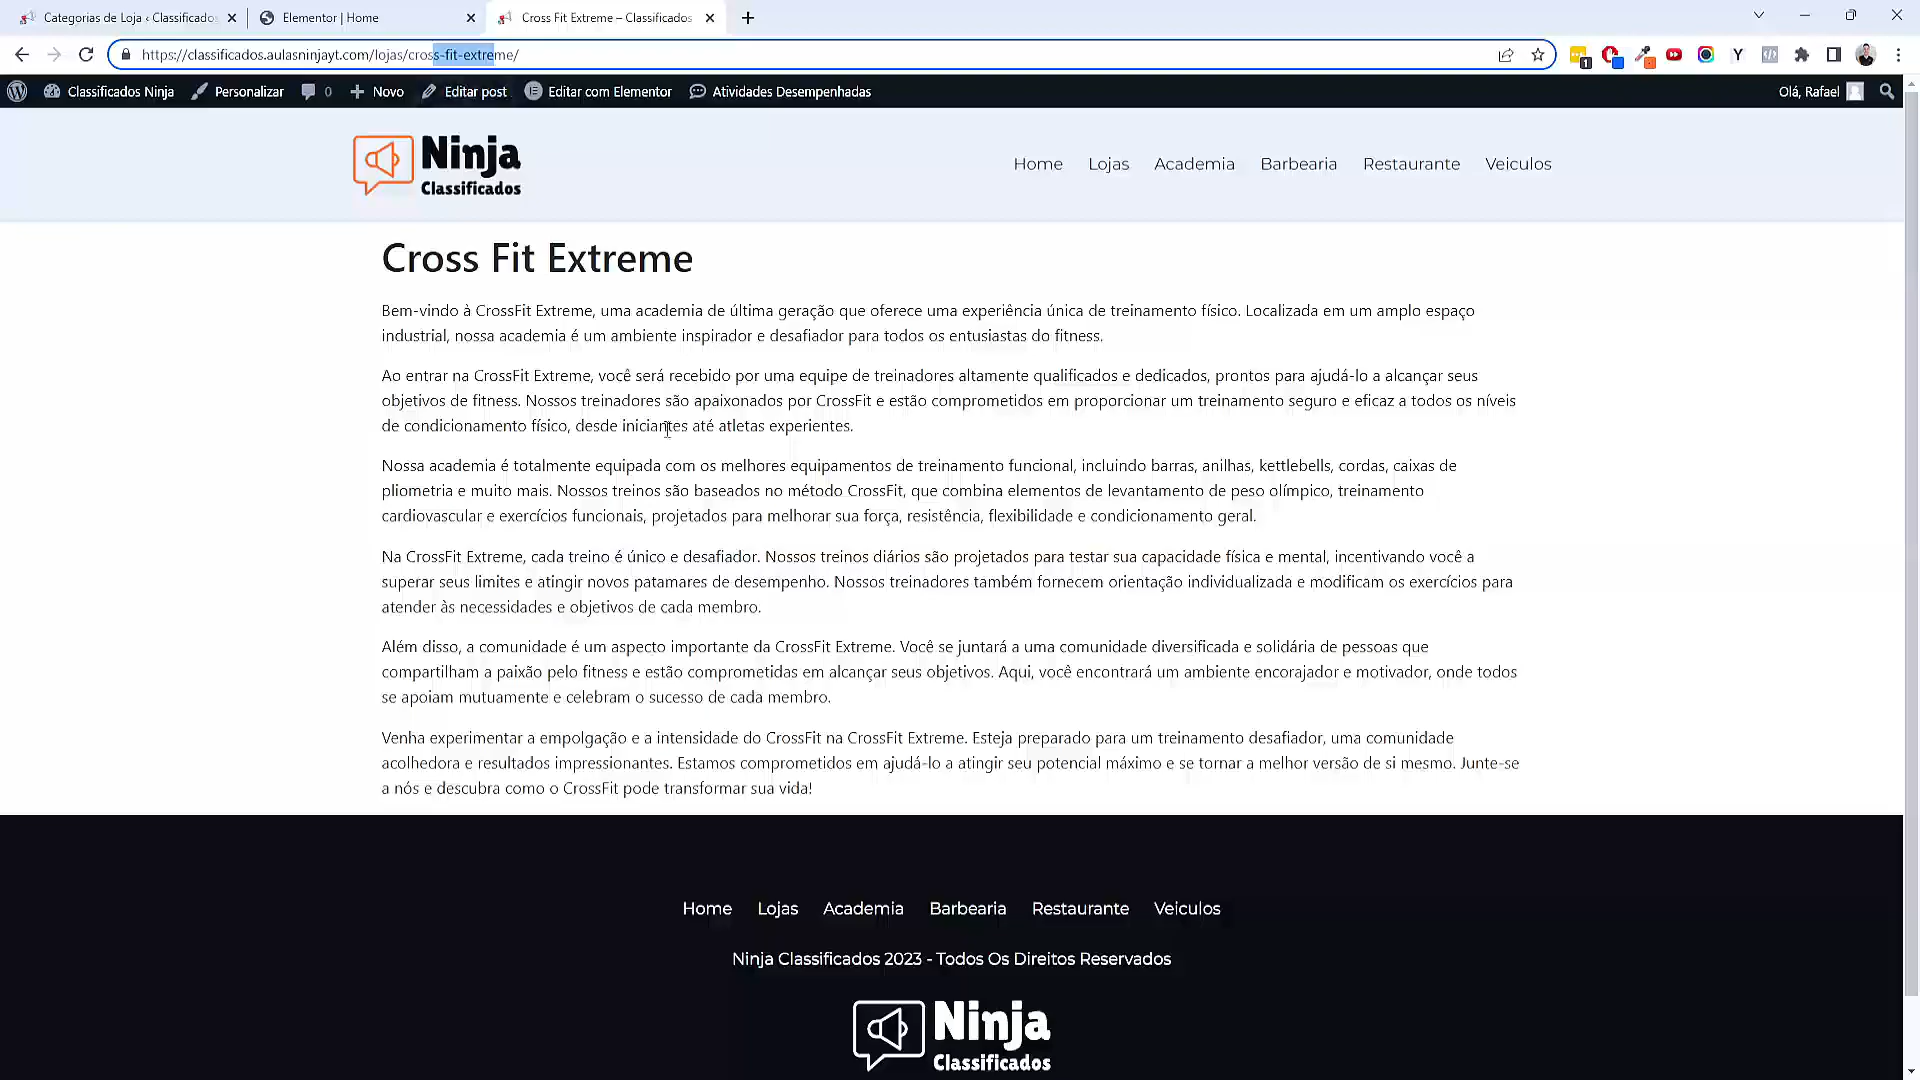 Categorias de Loja ‹ Classificados
Elementor | Home
Cross Fit Extreme – Classificados
https://classificados.aulasninjayt.com/lojas/cross-fit-extreme/
1
Y
Classificados Ninja
Personalizar
0
Novo
Editar post
Editar com Elementor
Atividades Desempenhadas
Olá, Rafael
Ninja
Classificados
Home
Lojas
Academia
Barbearia
Restaurante
Veiculos
Cross Fit Extreme
Bem-vindo à CrossFit Extreme, uma academia de última geração que oferece uma experiência única de treinamento físico. Localizada em um amplo espaço
industrial, nossa academia é um ambiente inspirador e desafiador para todos os entusiastas do fitness.
Ao entrar na CrossFit Extreme, você será recebido por uma equipe de treinadores altamente qualificados e dedicados, prontos para ajudá-lo a alcançar seus
objetivos de fitness. Nossos treinadores são apaixonados por CrossFit e estão comprometidos em proporcionar um treinamento seguro e eficaz a todos os níveis
de condicionamento físico, desde iniciantes até atletas experientes.
Nossa academia é totalmente equipada com os melhores equipamentos de treinamento funcional, incluindo barras, anilhas, kettlebells, cordas, caixas de
pliometria e muito mais. Nossos treinos são baseados no método CrossFit, que combina elementos de levantamento de peso olímpico, treinamento
cardiovascular e exercícios funcionais, projetados para melhorar sua força, resistência, flexibilidade e condicionamento geral.
Na CrossFit Extreme, cada treino é único e desafiador. Nossos treinos diários são projetados para testar sua capacidade física e mental, incentivando você a
superar seus limites e atingir novos patamares de desempenho. Nossos treinadores também fornecem orientação individualizada e modificam os exercícios para
atender às necessidades e objetivos de cada membro.
Além disso, a comunidade é um aspecto importante da CrossFit Extreme. Você se juntará a uma comunidade diversificada e solidária de pessoas que
compartilham a paixão pelo fitness e estão comprometidas em alcançar seus objetivos. Aqui, você encontrará um ambiente encorajador e motivador, onde todos
se apoiam mutuamente e celebram o sucesso de cada membro.
Venha experimentar a empolgação e a intensidade do CrossFit na CrossFit Extreme. Esteja preparado para um treinamento desafiador, uma comunidade
acolhedora e resultados impressionantes. Estamos comprometidos em ajudá-lo a atingir seu potencial máximo e se tornar a melhor versão de si mesmo. Junte-se
a nós e descubra como o CrossFit pode transformar sua vida!
Home
Lojas
Academia
Barbearia
Restaurante
Veiculos
Ninja Classificados 2023 - Todos Os Direitos Reservados
Ninja
Classificados